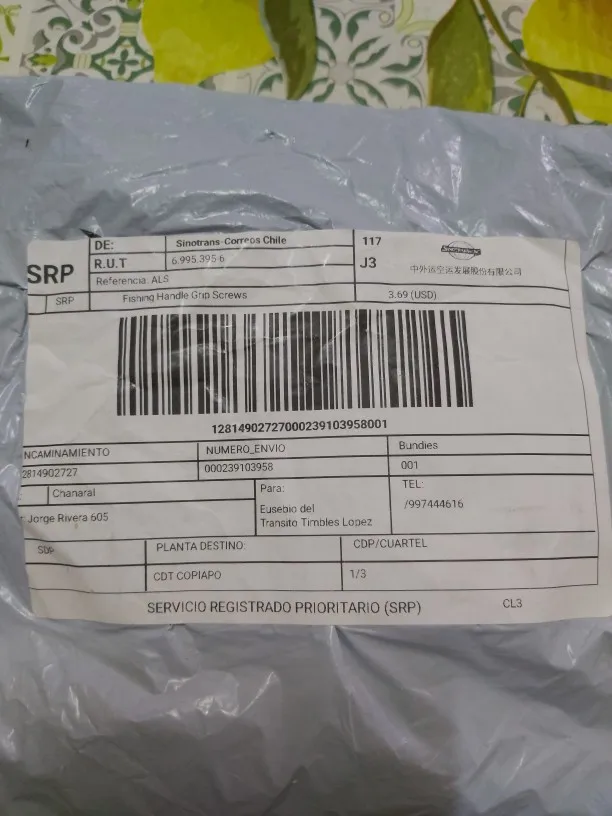 SRP
DE: Sinotrans-Correos Chile
R.U.T 6.995.395-6
Referencia: ALS
117
J3
SINOTRANS
中外运空运发展股份有限公司
SRP Fishing Handle Grip Screws 3.69 (USD)
12814902727000239103958001
NCAMINAMIENTO NUMERO_ENVIO Bundies
2814902727 000239103958 001
Chanaral Para: TEL:
Jorge Rivera 605 Eusebio del /997444616
Transito Timbles Lopez
PLANTA DESTINO: CDP/CUARTEL
CDT COPIAPO 1/3
SERVICIO REGISTRADO PRIORITARIO (SRP) CL3